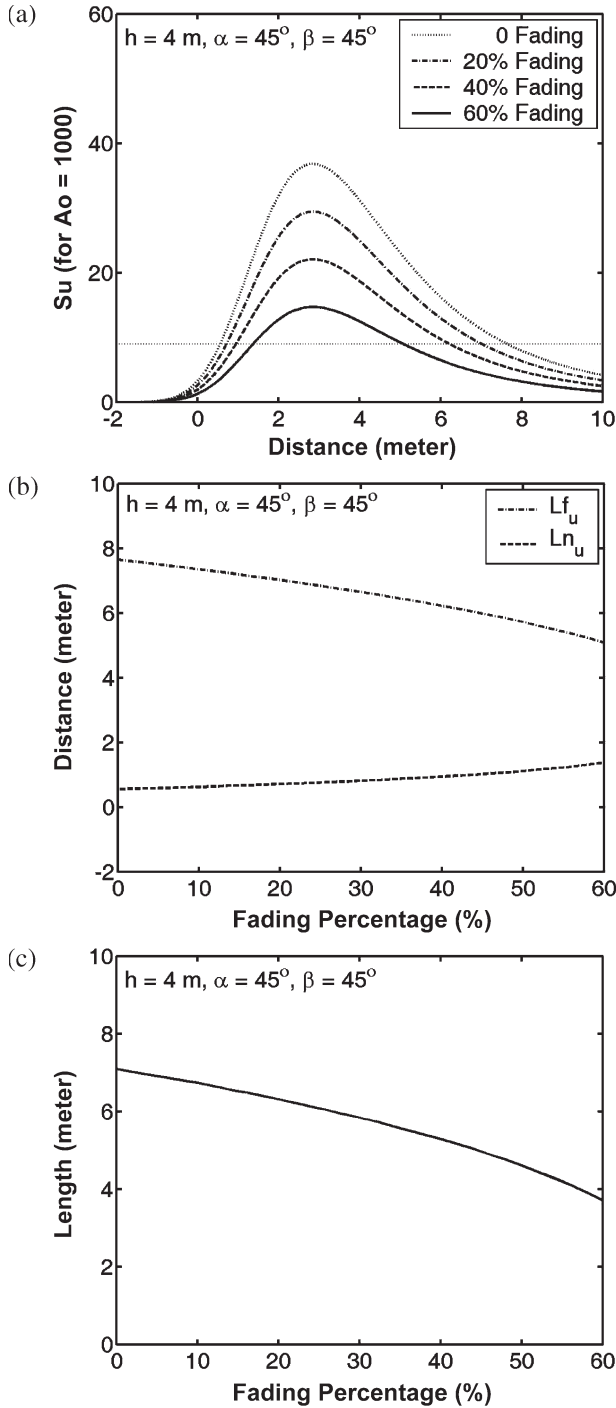 (a)
60
h = 4 m, α = 45°, β = 45°
0 Fading
20% Fading
40% Fading
60% Fading
40
20
0
Su (for Ao = 1000)
-2 0 2 4 6 8 10
Distance (meter)
(b)
10
h = 4 m, α = 45°, β = 45°
Lf_u
Ln_u
8
6
4
2
0
-2
Distance (meter)
0 10 20 30 40 50 60
Fading Percentage (%)
(c)
10
h = 4 m, α = 45°, β = 45°
8
6
4
2
0
Length (meter)
0 10 20 30 40 50 60
Fading Percentage (%)